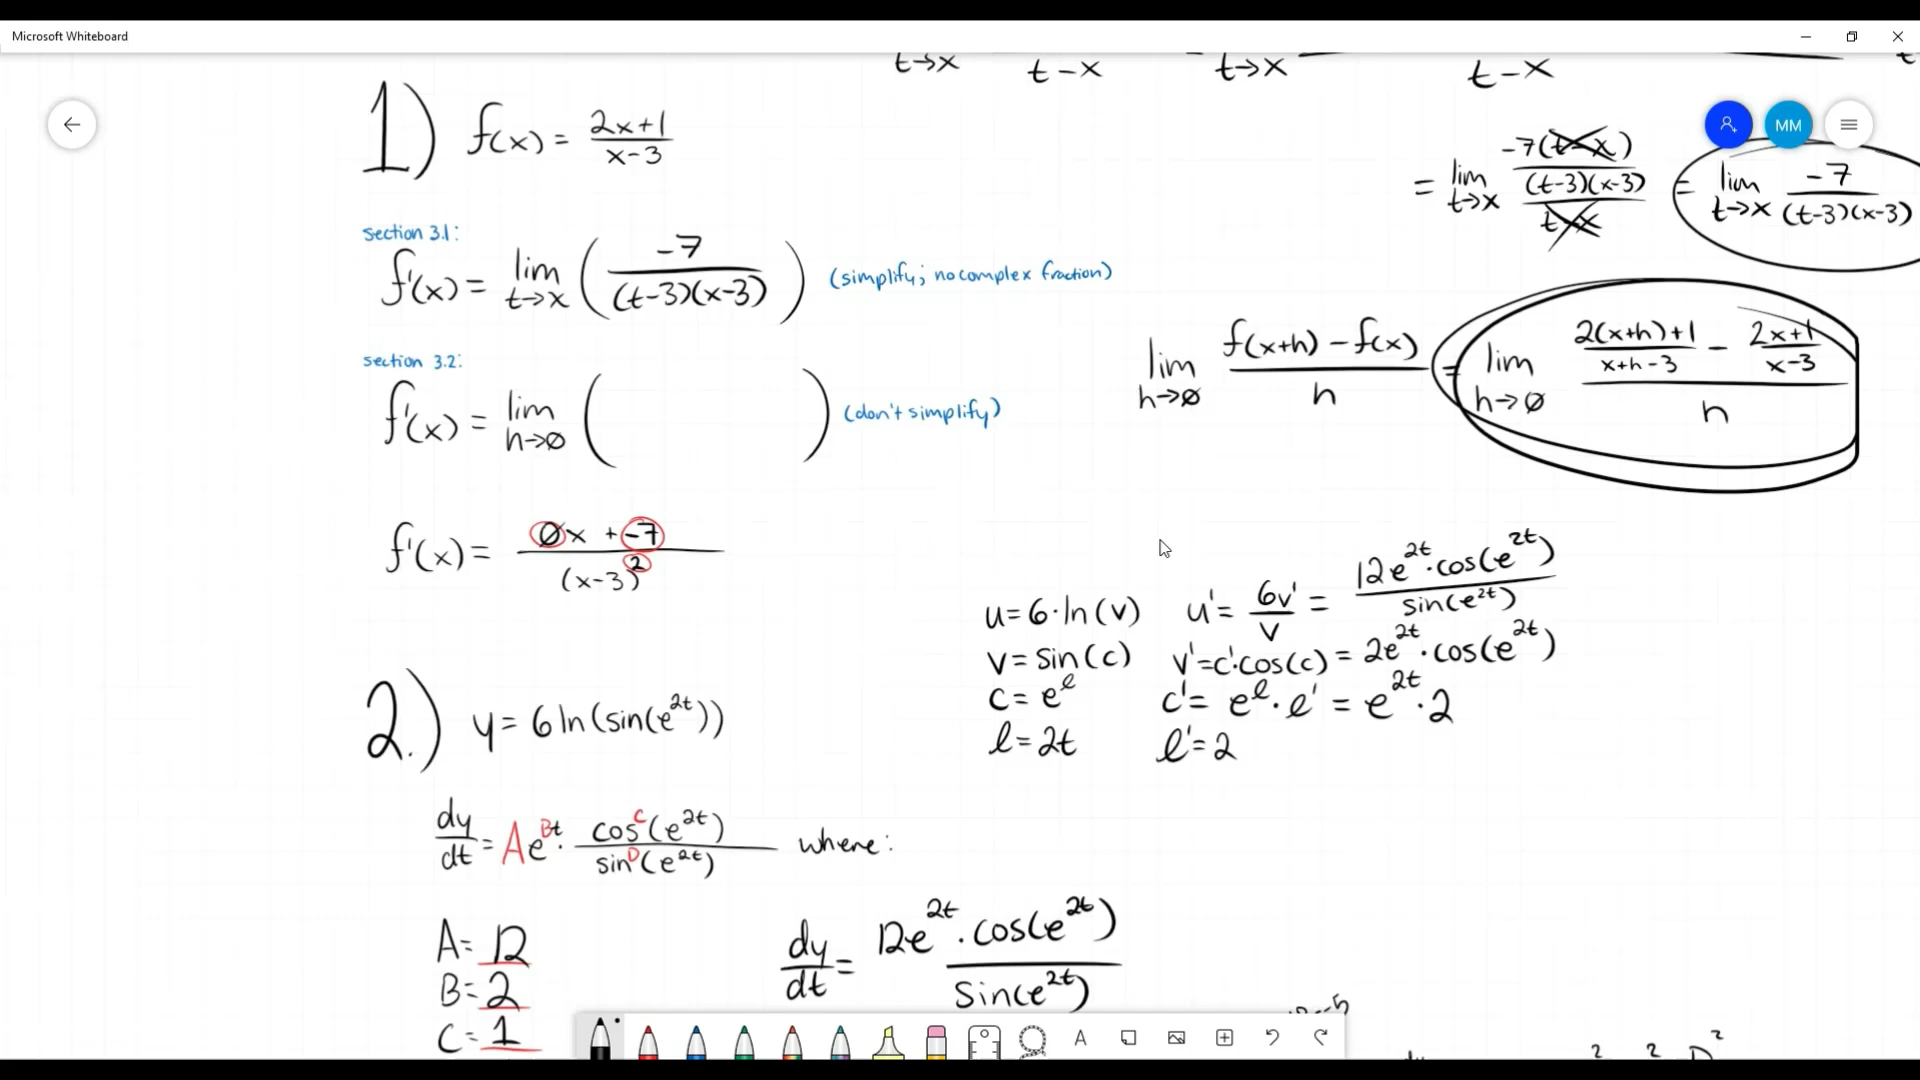 Microsoft Whiteboard
t→x t-x t→x t-x t
1) f(x) = (2x+1)/(x-3)
MM
= lim t→x (-7(t-x)/((t-3)(x-3)))/(t-x) = lim t→x -7/((t-3)(x-3))
section 3.1:
f'(x) = lim t→x ( -7/((t-3)(x-3)) ) (simplify; no complex fraction)
lim h→0 (f(x+h) - f(x))/h = lim h→0 ((2(x+h)+1)/(x+h-3) - (2x+1)/(x-3))/h
section 3.2:
f'(x) = lim h→0 ( ) (don't simplify)
f'(x) = (0x + -7)/(x-3)^2
u = 6·ln(v) u' = 6v'/v = 12e^2t·cos(e^2t)/sin(e^2t)
v = sin(c) v' = c'·cos(c) = 2e^2t·cos(e^2t)
c = e^l c' = e^l·l' = e^2t·2
l = 2t l' = 2
2.) y = 6 ln(sin(e^2t))
dy/dt = Ae^Bt · cos^C(e^2t)/sin^D(e^2t) where:
A = 12
B = 2
C = 1
dy/dt = 12e^2t·cos(e^2t)/sin(e^2t)
A